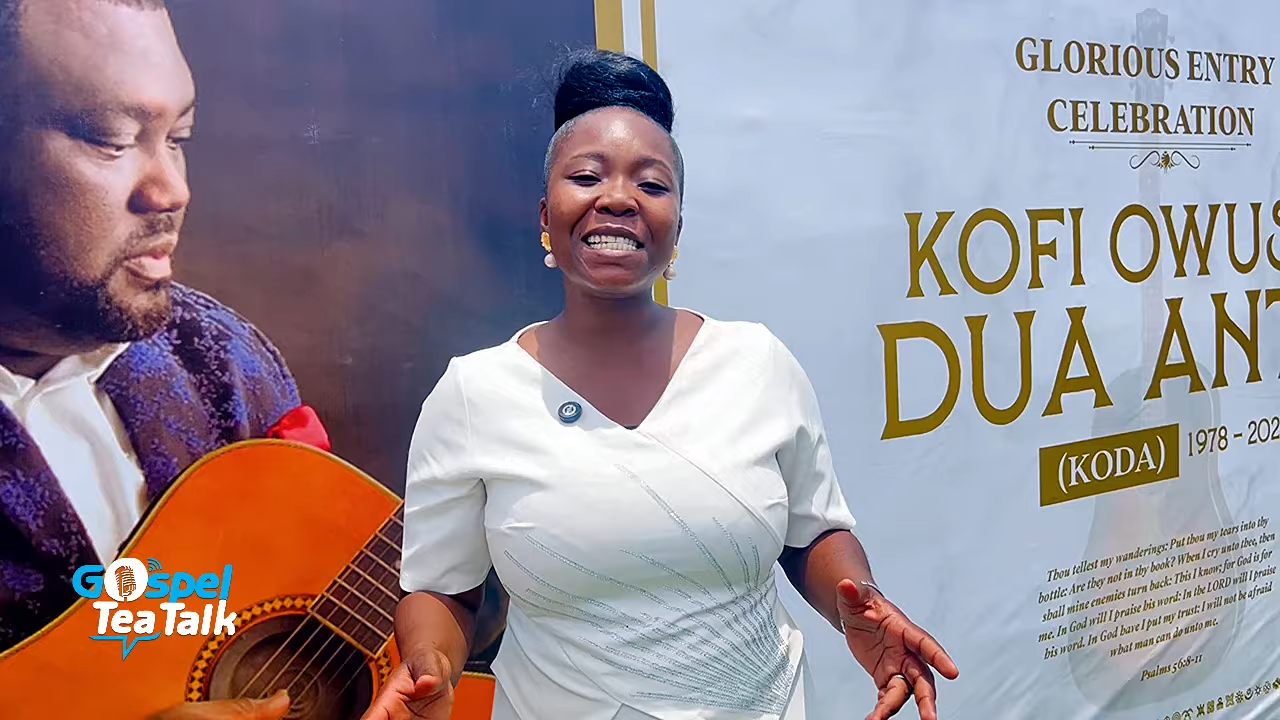 GLORIOUS ENTRY
CELEBRATION
KOFI OWUS
DUA ANT
(KODA)
1978 - 202
Thou tellest my wanderings: Put thou my tears into thy
bottle: Are they not in thy book? When I cry unto thee, then
shall mine enemies turn back: This I know; for God is for
me. In God will I praise his word: In the LORD will I praise
his word. In God have I put my trust: I will not be afraid
what man can do unto me.
Psalms 56:8-11
GOspel
TeaTalk